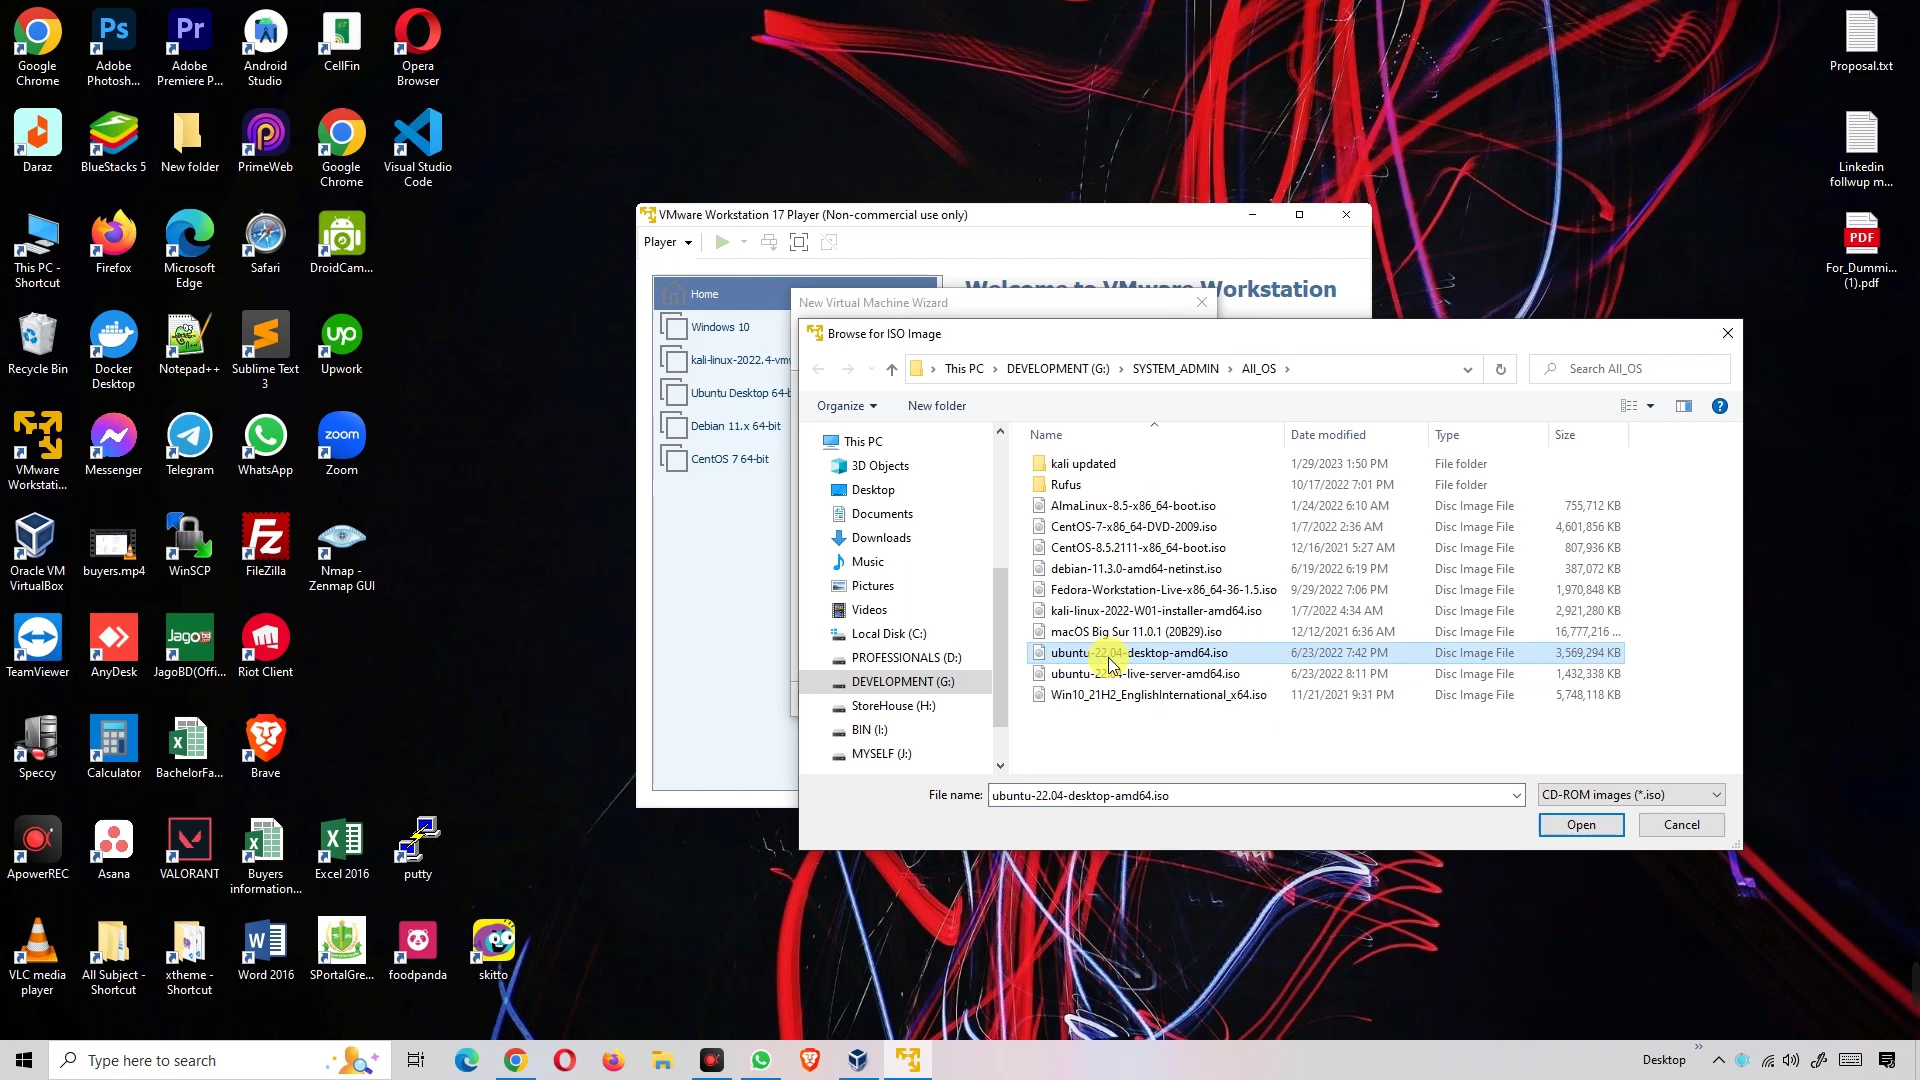 Google
Chrome
Adobe
Photosh...
Adobe
Premiere P...
Android
Studio
CellFin
Opera
Browser
Daraz
BlueStacks 5
New folder
PrimeWeb
Google
Chrome
Visual Studio
Code
This PC -
Shortcut
Firefox
Microsoft
Edge
Safari
DroidCam...
Recycle Bin
Docker
Desktop
Notepad++
Sublime Text
3
Upwork
VMware
Workstati...
Messenger
Telegram
WhatsApp
zoom
Zoom
Oracle VM
VirtualBox
buyers.mp4
WinSCP
FileZilla
Nmap -
Zenmap GUI
TeamViewer
AnyDesk
JagoBD(Offi...
Riot Client
Speccy
Calculator
BachelorFa...
Brave
ApowerREC
Asana
VALORANT
Buyers
information...
Excel 2016
putty
VLC media
player
All Subject -
Shortcut
xtheme -
Shortcut
Word 2016
SPortalGre...
foodpanda
skitto
Proposal.txt
Linkedin
follwup m...
PDF
For_Dummi...
(1).pdf
VMware Workstation 17 Player (Non-commercial use only)
Player
Home
Windows 10
kali-linux-2022.4-vm
Ubuntu Desktop 64-b
Debian 11.x 64-bit
CentOS 7 64-bit
Welcome to VMware Workstation
New Virtual Machine Wizard
Browse for ISO Image
This PC > DEVELOPMENT (G:) > SYSTEM_ADMIN > All_OS >
Search All_OS
Organize
New folder
This PC
3D Objects
Desktop
Documents
Downloads
Music
Pictures
Videos
Local Disk (C:)
PROFESSIONALS (D:)
DEVELOPMENT (G:)
StoreHouse (H:)
BIN (I:)
MYSELF (J:)
Name Date modified Type Size
kali updated 1/29/2023 1:50 PM File folder
Rufus 10/17/2022 7:01 PM File folder
AlmaLinux-8.5-x86_64-boot.iso 1/24/2022 6:10 AM Disc Image File 755,712 KB
CentOS-7-x86_64-DVD-2009.iso 1/7/2022 2:36 AM Disc Image File 4,601,856 KB
CentOS-8.5.2111-x86_64-boot.iso 12/16/2021 5:27 AM Disc Image File 807,936 KB
debian-11.3.0-amd64-netinst.iso 6/19/2022 6:19 PM Disc Image File 387,072 KB
Fedora-Workstation-Live-x86_64-36-1.5.iso 9/29/2022 7:06 PM Disc Image File 1,970,848 KB
kali-linux-2022-W01-installer-amd64.iso 1/7/2022 4:34 AM Disc Image File 2,921,280 KB
macOS Big Sur 11.0.1 (20B29).iso 12/12/2021 6:36 AM Disc Image File 16,777,216 ...
ubuntu-22.04-desktop-amd64.iso 6/23/2022 7:42 PM Disc Image File 3,569,294 KB
ubuntu-22.04-live-server-amd64.iso 6/23/2022 8:11 PM Disc Image File 1,432,338 KB
Win10_21H2_EnglishInternational_x64.iso 11/21/2021 9:31 PM Disc Image File 5,748,118 KB
File name: ubuntu-22.04-desktop-amd64.iso
CD-ROM images (*.iso)
Open
Cancel
Type here to search
Desktop